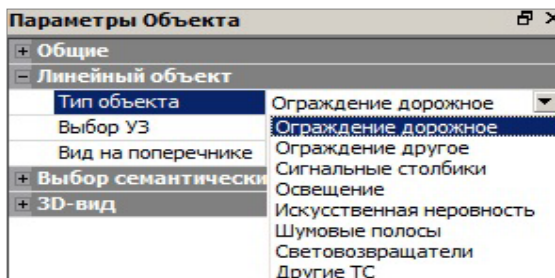 Параметры Объекта
Общие
Линейный объект
Тип объекта Ограждение дорожное
Выбор УЗ Ограждение дорожное
Вид на поперечнике Ограждение другое
Выбор семантически Сигнальные столбики
3D-вид Освещение
Искусственная неровность
Шумовые полосы
Световозвращатели
Другие ТС